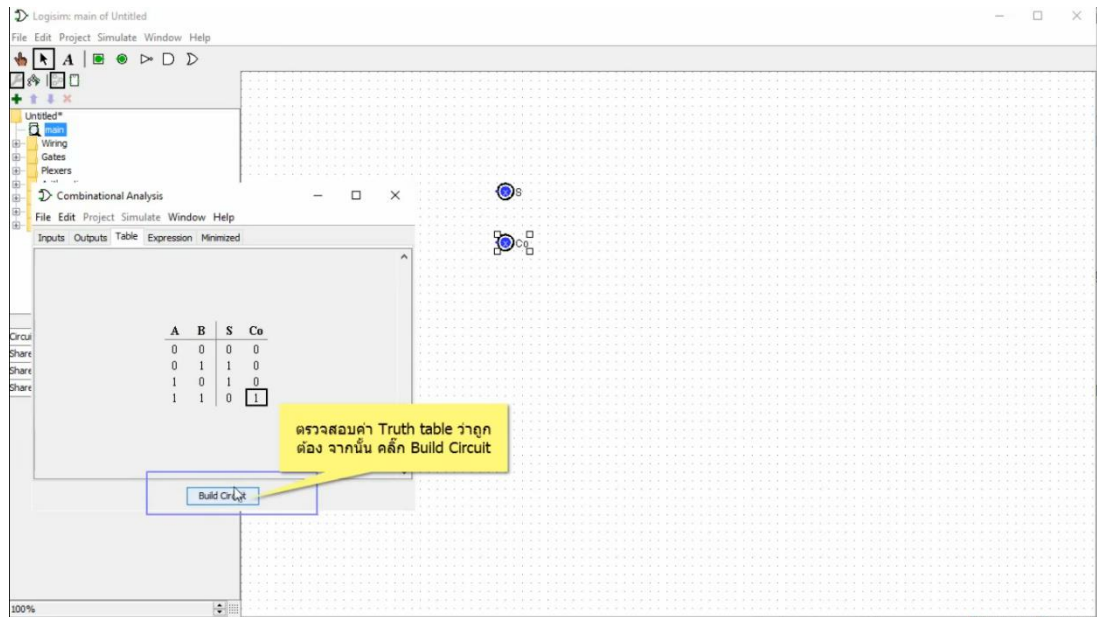 Logisim: main of Untitled
File Edit Project Simulate Window Help
A
Untitled*
main
Wiring
Gates
Plexers
Combinational Analysis
File Edit Project Simulate Window Help
Inputs Outputs Table Expression Minimized
A B S Co
0 0 0 0
0 1 1 0
1 0 1 0
1 1 0 1
Build Circuit
S
Co
ตรวจสอบค่า Truth table ว่าถูก
ต้อง จากนั้น คลิ๊ก Build Circuit
Circui
Share
Share
Share
100%